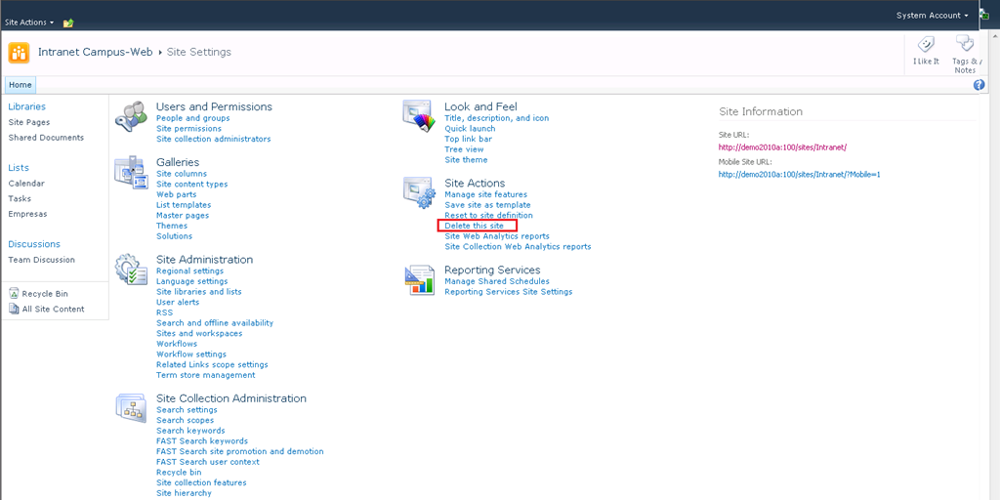 Site Actions
System Account
Intranet Campus-Web ▸ Site Settings
I Like It
Tags &
Notes
Home
Libraries
Site Pages
Shared Documents
Lists
Calendar
Tasks
Empresas
Discussions
Team Discussion
Recycle Bin
All Site Content
Users and Permissions
People and groups
Site permissions
Site collection administrators
Galleries
Site columns
Site content types
Web parts
List templates
Master pages
Themes
Solutions
Site Administration
Regional settings
Language settings
Site libraries and lists
User alerts
RSS
Search and offline availability
Sites and workspaces
Workflows
Workflow settings
Related Links scope settings
Term store management
Site Collection Administration
Search settings
Search scopes
Search keywords
FAST Search keywords
FAST Search site promotion and demotion
FAST Search user context
Recycle bin
Site collection features
Site hierarchy
Look and Feel
Title, description, and icon
Quick launch
Top link bar
Tree view
Site theme
Site Actions
Manage site features
Save site as template
Reset to site definition
Delete this site
Site Web Analytics reports
Site Collection Web Analytics reports
Reporting Services
Manage Shared Schedules
Reporting Services Site Settings
Site Information
Site URL:
http://demo2010a:100/sites/Intranet/
Mobile Site URL:
http://demo2010a:100/sites/Intranet/?Mobile=1